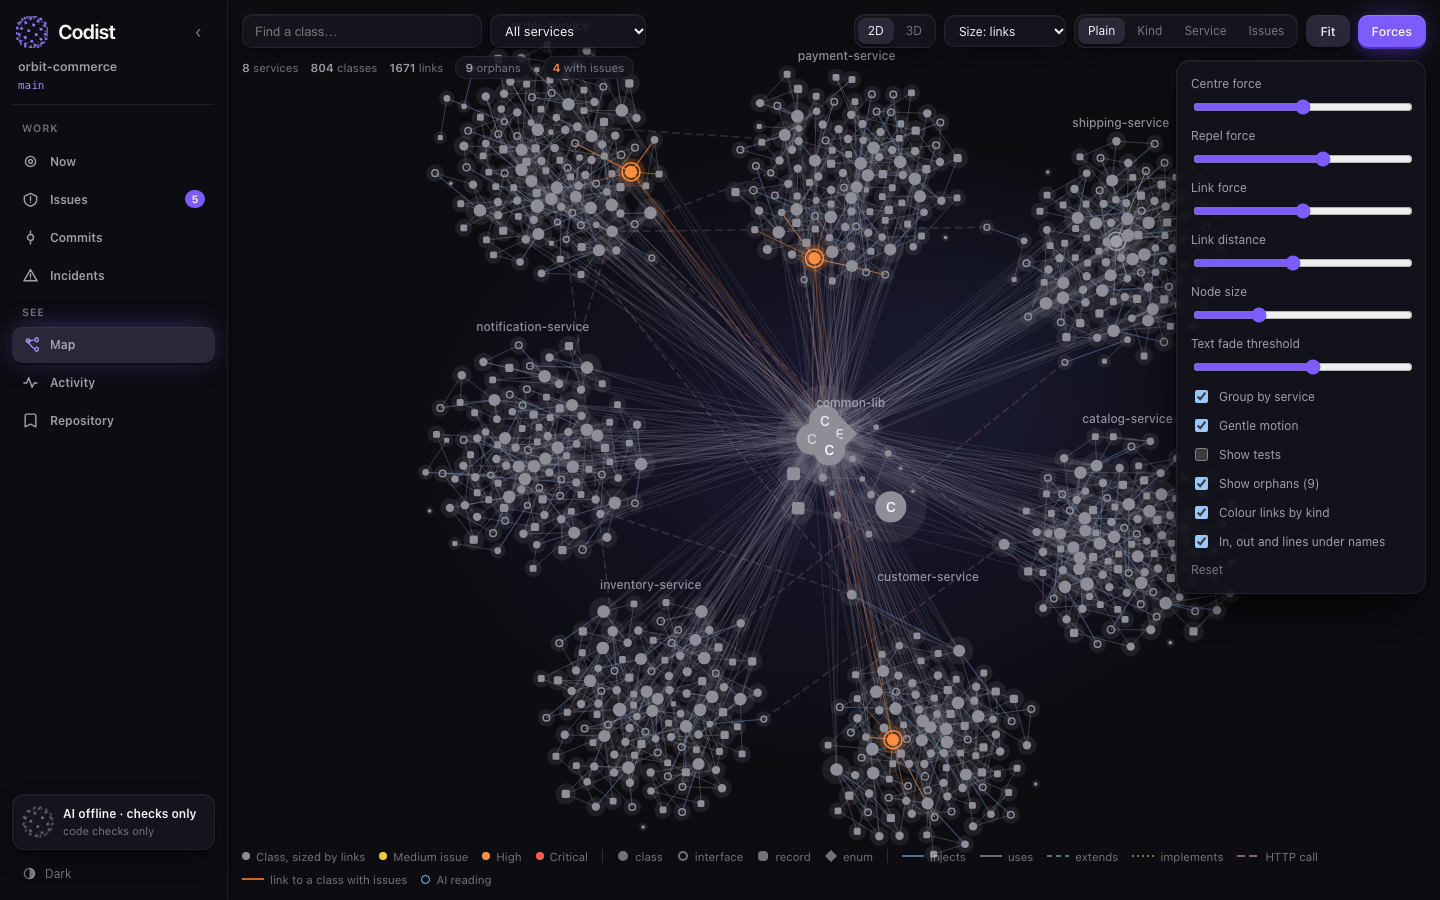 Codist
orbit-commerce
main
WORK
Now
Issues 5
Commits
Incidents
SEE
Map
Activity
Repository
AI offline · checks only
code checks only
Dark
Find a class...
All services
2D 3D
Size: links
Plain Kind Service Issues
Fit
Forces
8 services 804 classes 1671 links 9 orphans 4 with issues
order-service
payment-service
shipping-service
notification-service
common-lib
catalog-service
inventory-service
customer-service
C
E
C
C
C
Centre force
Repel force
Link force
Link distance
Node size
Text fade threshold
Group by service
Gentle motion
Show tests
Show orphans (9)
Colour links by kind
In, out and lines under names
Reset
Class, sized by links Medium issue High Critical class interface record enum injects uses extends implements HTTP call
link to a class with issues AI reading